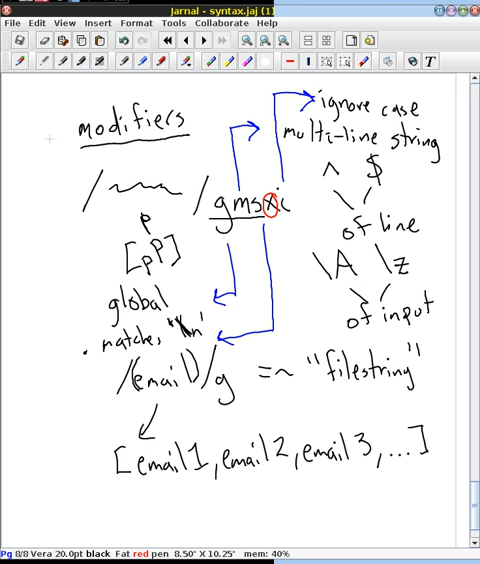 Jarnal - syntax.jaj (1)
File Edit View Insert Format Tools Collaborate Help
T
modifiers
ignore case
multi-line string
^ $
/ / gmsxi
of line
p
[pP]
\A \z
global
of input
. matches "\n"
/(email)/g =~ "filestring"
[email1, email2, email3, ...]
Pg 8/8 Vera 20.0pt black Fat red pen 8.50" X 10.25" mem: 40%